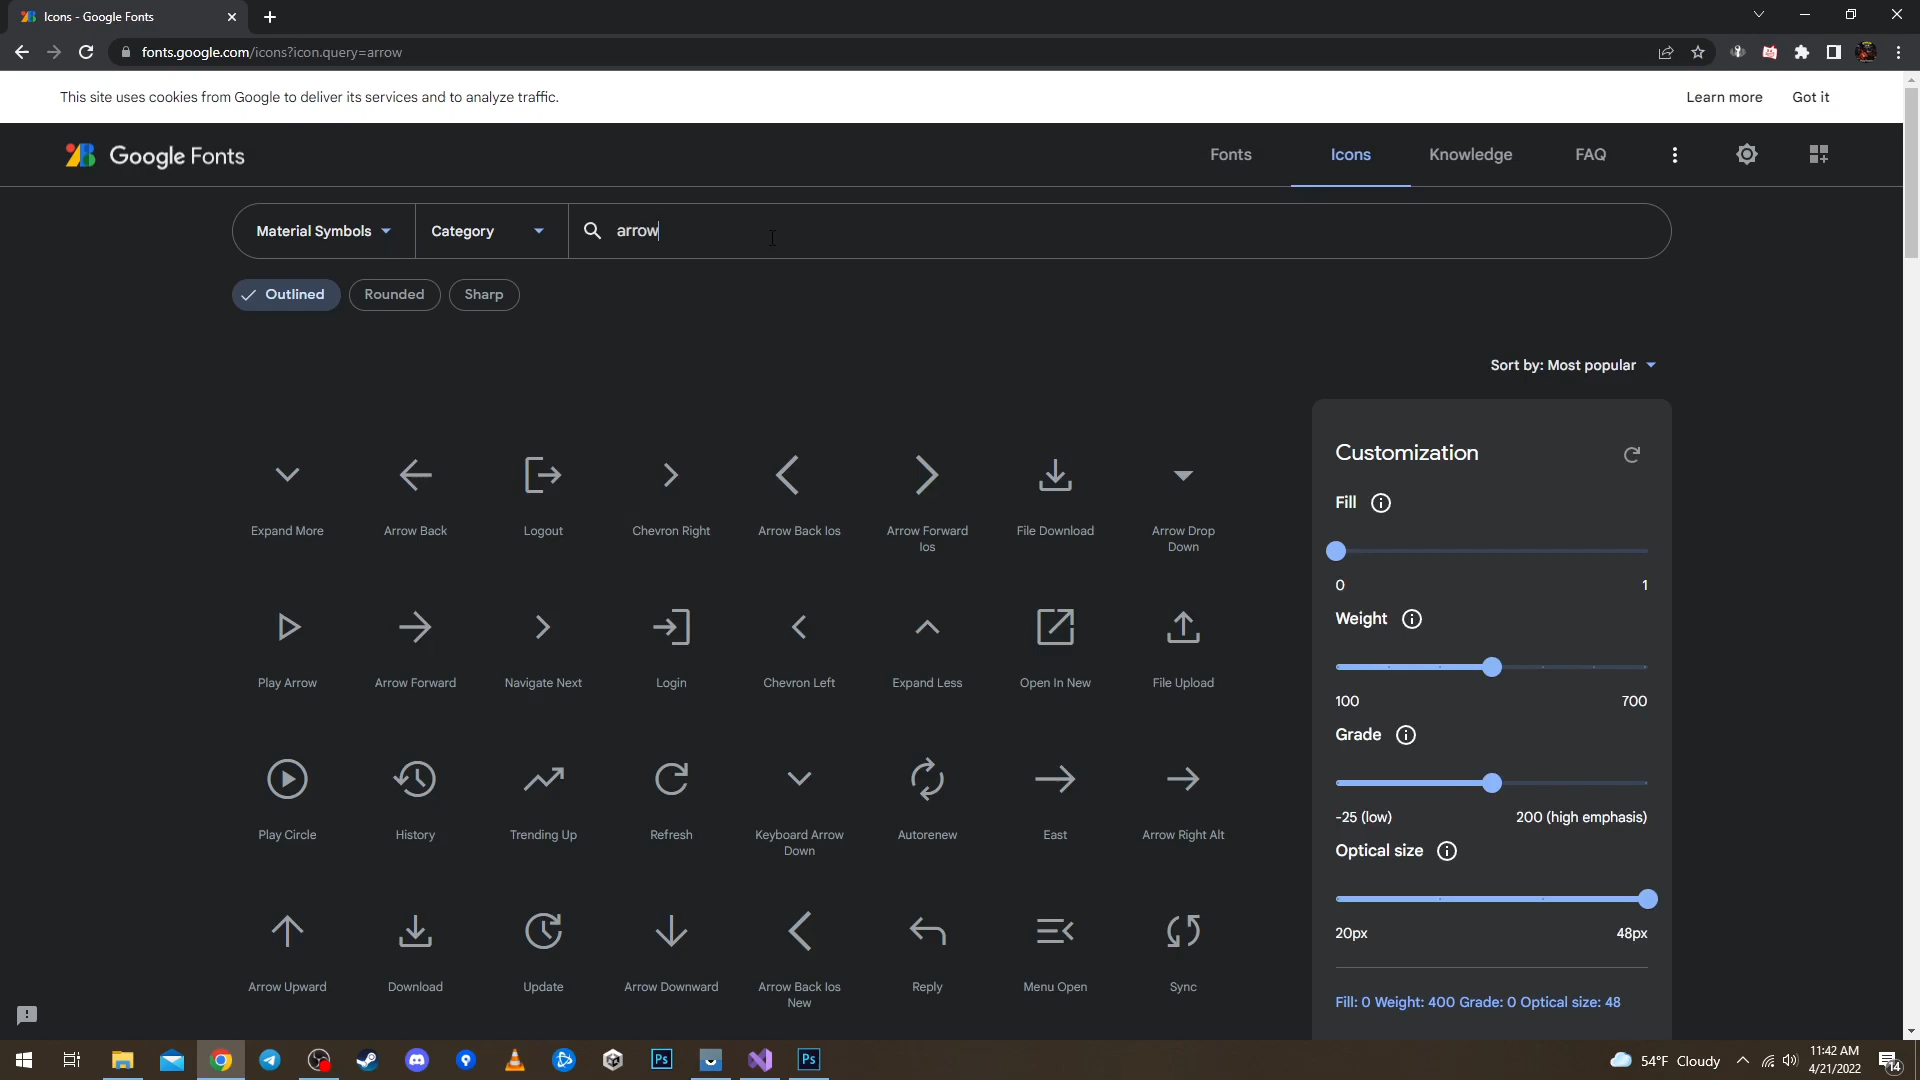 Icons - Google Fonts
fonts.google.com/icons?icon.query=arrow
This site uses cookies from Google to deliver its services and to analyze traffic.
Learn more
Got it
Google Fonts
Fonts
Icons
Knowledge
FAQ
Material Symbols
Category
arrow
Outlined
Rounded
Sharp
Sort by: Most popular
Expand More
Arrow Back
Logout
Chevron Right
Arrow Back Ios
Arrow Forward
Ios
File Download
Arrow Drop
Down
Play Arrow
Arrow Forward
Navigate Next
Login
Chevron Left
Expand Less
Open In New
File Upload
Play Circle
History
Trending Up
Refresh
Keyboard Arrow
Down
Autorenew
East
Arrow Right Alt
Arrow Upward
Download
Update
Arrow Downward
Arrow Back Ios
New
Reply
Menu Open
Sync
Customization
Fill
0
1
Weight
100
700
Grade
-25 (low)
200 (high emphasis)
Optical size
20px
48px
Fill: 0 Weight: 400 Grade: 0 Optical size: 48
Ps
Ps
54°F Cloudy
11:42 AM
4/21/2022
14